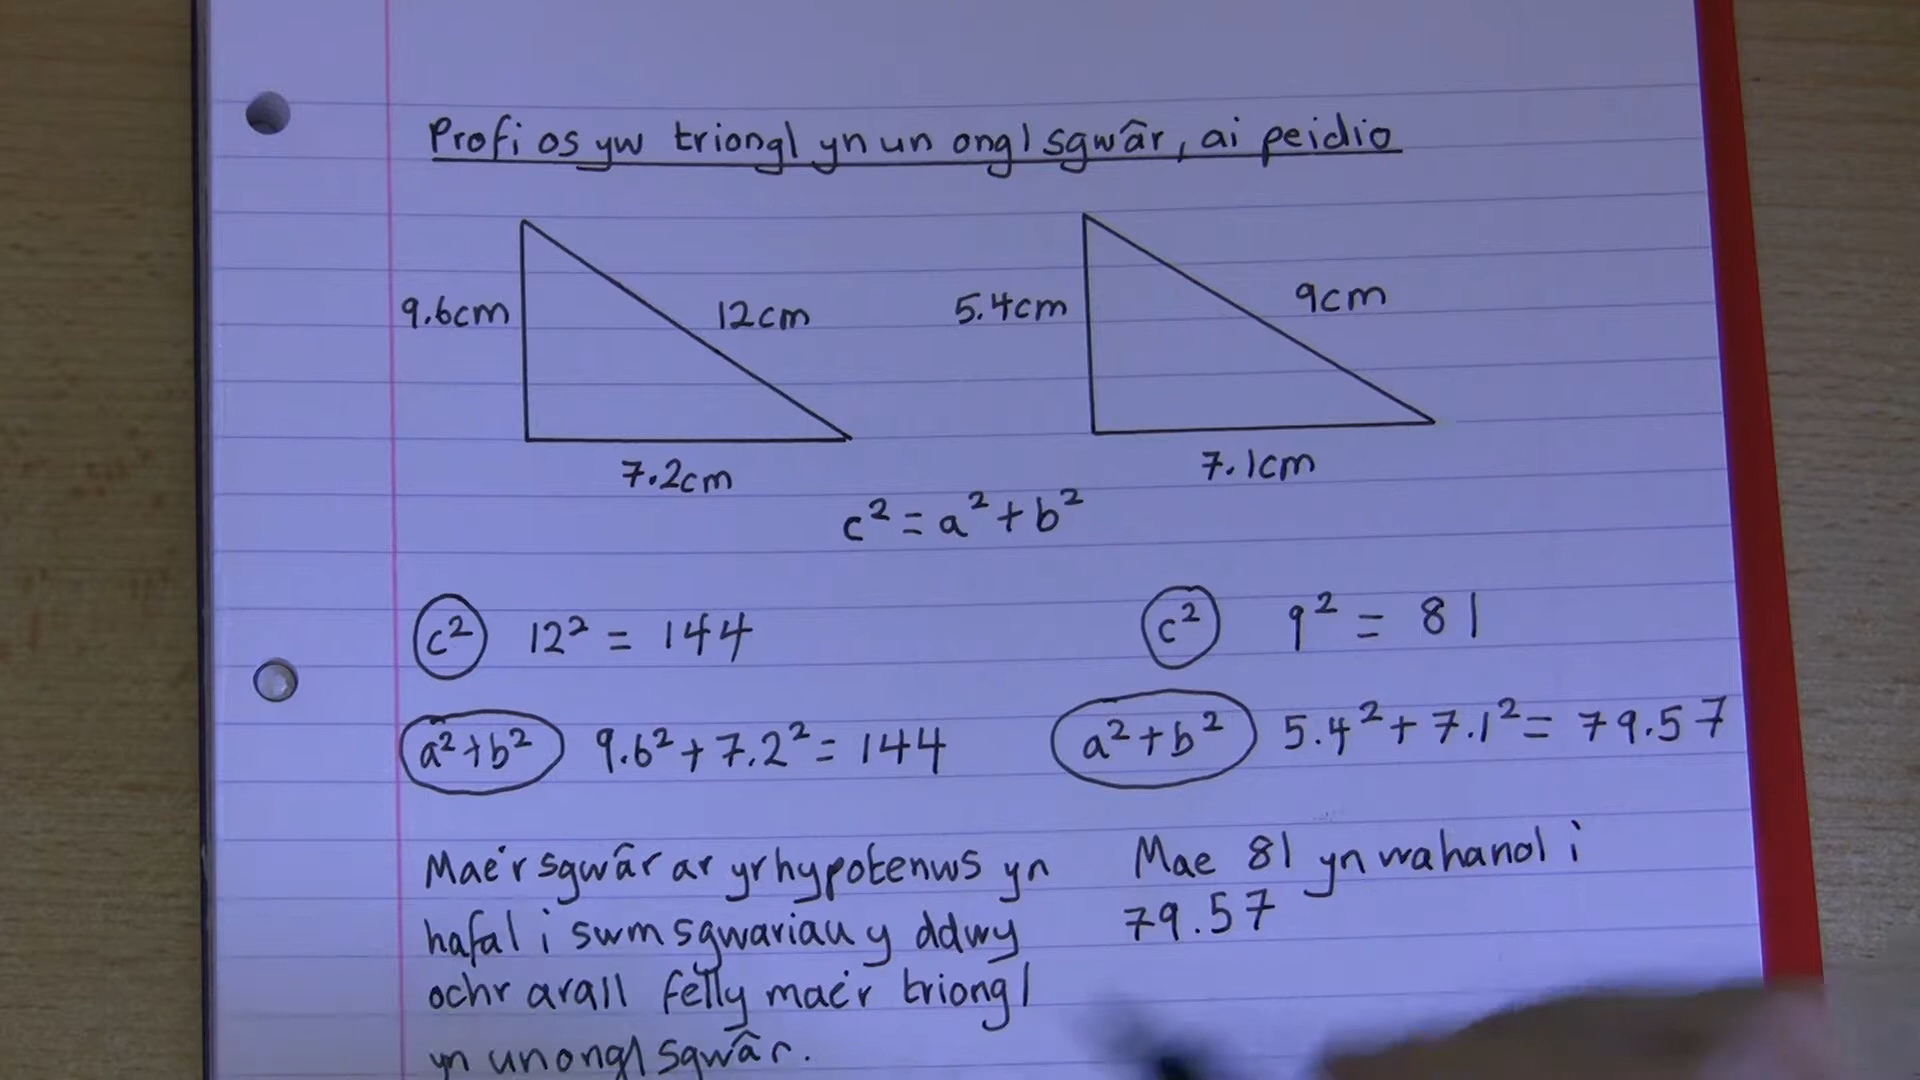 Profi os yw triongl yn un ongl sgwâr, ai peidio
9.6cm
12cm
7.2cm
5.4cm
9cm
7.1cm
c² = a² + b²
c² 12² = 144
a²+b² 9.6² + 7.2² = 144
Mae'r sgwâr ar yr hypotenws yn
hafal i swm sgwariau y ddwy
ochr arall felly mae'r triongl
yn un ongl sgwâr.
c² 9² = 81
a²+b² 5.4² + 7.1² = 79.57
Mae 81 yn wahanol i
79.57